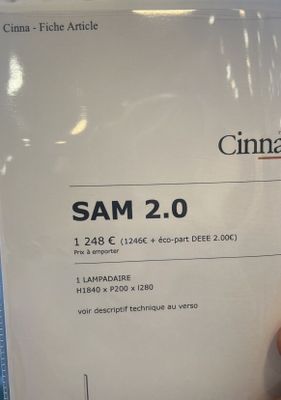 Cinna - Fiche Article
Cinna
SAM 2.0
1 248 € (1246€ + éco-part DEEE 2.00€)
Prix à emporter
1 LAMPADAIRE
H1840 x P200 x l280
voir descriptif technique au verso